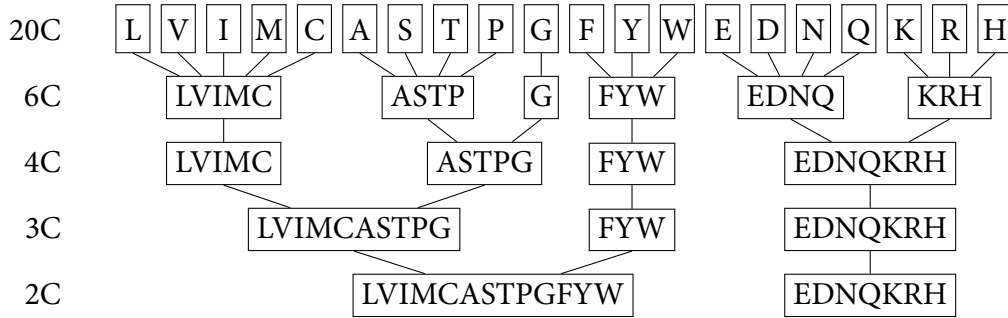 20C L V I M C A S T P G F Y W E D N Q K R H
6C LVIMC ASTP G FYW EDNQ KRH
4C LVIMC ASTPG FYW EDNQKRH
3C LVIMCASTPG FYW EDNQKRH
2C LVIMCASTPGFYW EDNQKRH